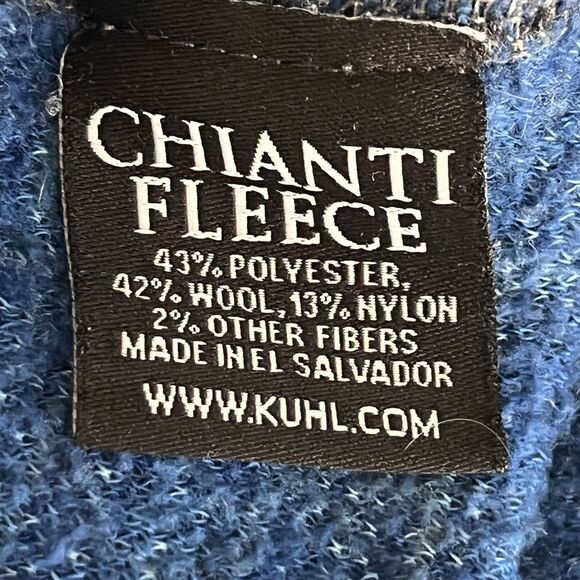 CHIANTI
FLEECE
43% POLYESTER,
42% WOOL, 13% NYLON
2% OTHER FIBERS
MADE IN EL SALVADOR
WWW.KUHL.COM